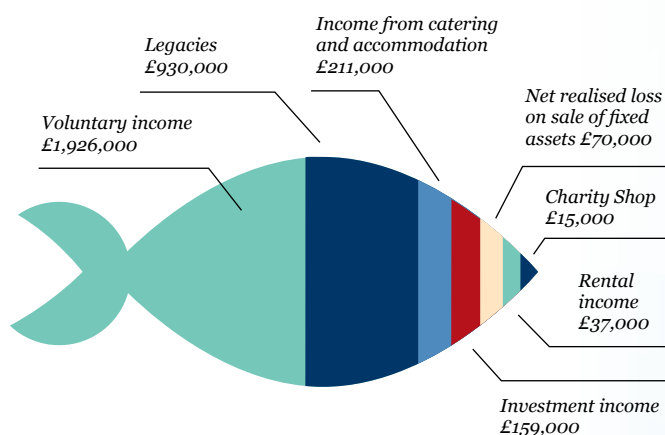 Legacies
£930,000
Income from catering
and accommodation
£211,000
Voluntary income
£1,926,000
Net realised loss
on sale of fixed
assets £70,000
Charity Shop
£15,000
Rental
income
£37,000
Investment income
£159,000